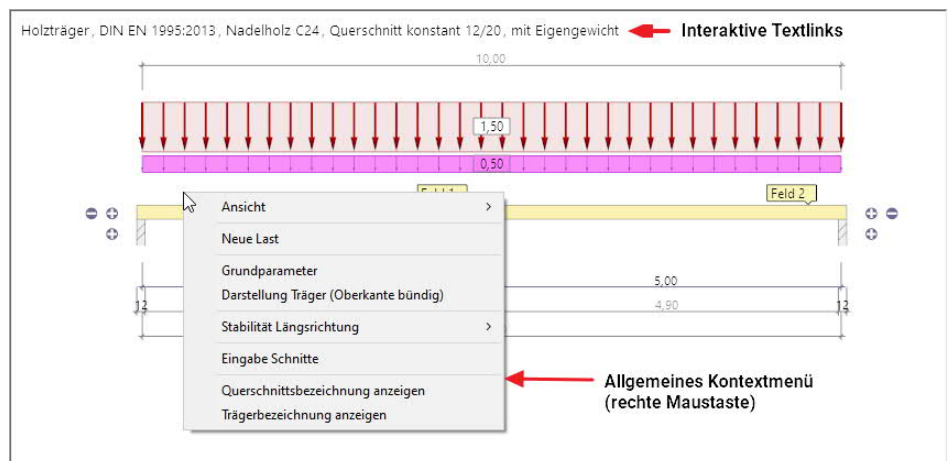 Holzträger, DIN EN 1995:2013, Nadelholz C24, Querschnitt konstant 12/20, mit Eigengewicht
Interaktive Textlinks
10,00
1,50
0,50
Feld 2
Ansicht
Neue Last
Grundparameter
Darstellung Träger (Oberkante bündig)
Stabilität Längsrichtung
Eingabe Schnitte
Querschnittsbezeichnung anzeigen
Trägerbezeichnung anzeigen
5,00
12
4,90
12
Allgemeines Kontextmenü
(rechte Maustaste)